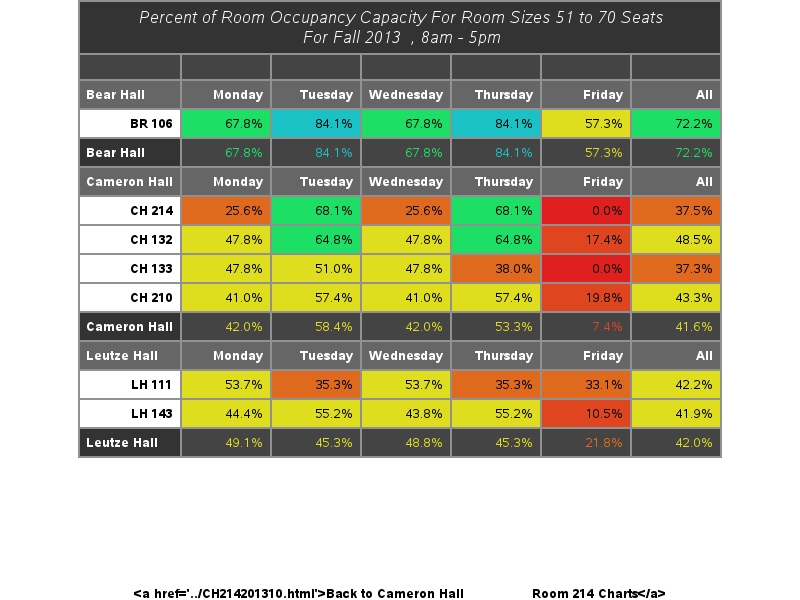 Percent of Room Occupancy Capacity For Room Sizes 51 to 70 Seats
For Fall 2013 , 8am - 5pm
Bear Hall Monday Tuesday Wednesday Thursday Friday All
BR 106 67.8% 84.1% 67.8% 84.1% 57.3% 72.2%
Bear Hall 67.8% 84.1% 67.8% 84.1% 57.3% 72.2%
Cameron Hall Monday Tuesday Wednesday Thursday Friday All
CH 214 25.6% 68.1% 25.6% 68.1% 0.0% 37.5%
CH 132 47.8% 64.8% 47.8% 64.8% 17.4% 48.5%
CH 133 47.8% 51.0% 47.8% 38.0% 0.0% 37.3%
CH 210 41.0% 57.4% 41.0% 57.4% 19.8% 43.3%
Cameron Hall 42.0% 58.4% 42.0% 53.3% 7.4% 41.6%
Leutze Hall Monday Tuesday Wednesday Thursday Friday All
LH 111 53.7% 35.3% 53.7% 35.3% 33.1% 42.2%
LH 143 44.4% 55.2% 43.8% 55.2% 10.5% 41.9%
Leutze Hall 49.1% 45.3% 48.8% 45.3% 21.8% 42.0%
<a href='../CH214201310.html'>Back to Cameron Hall Room 214 Charts</a>